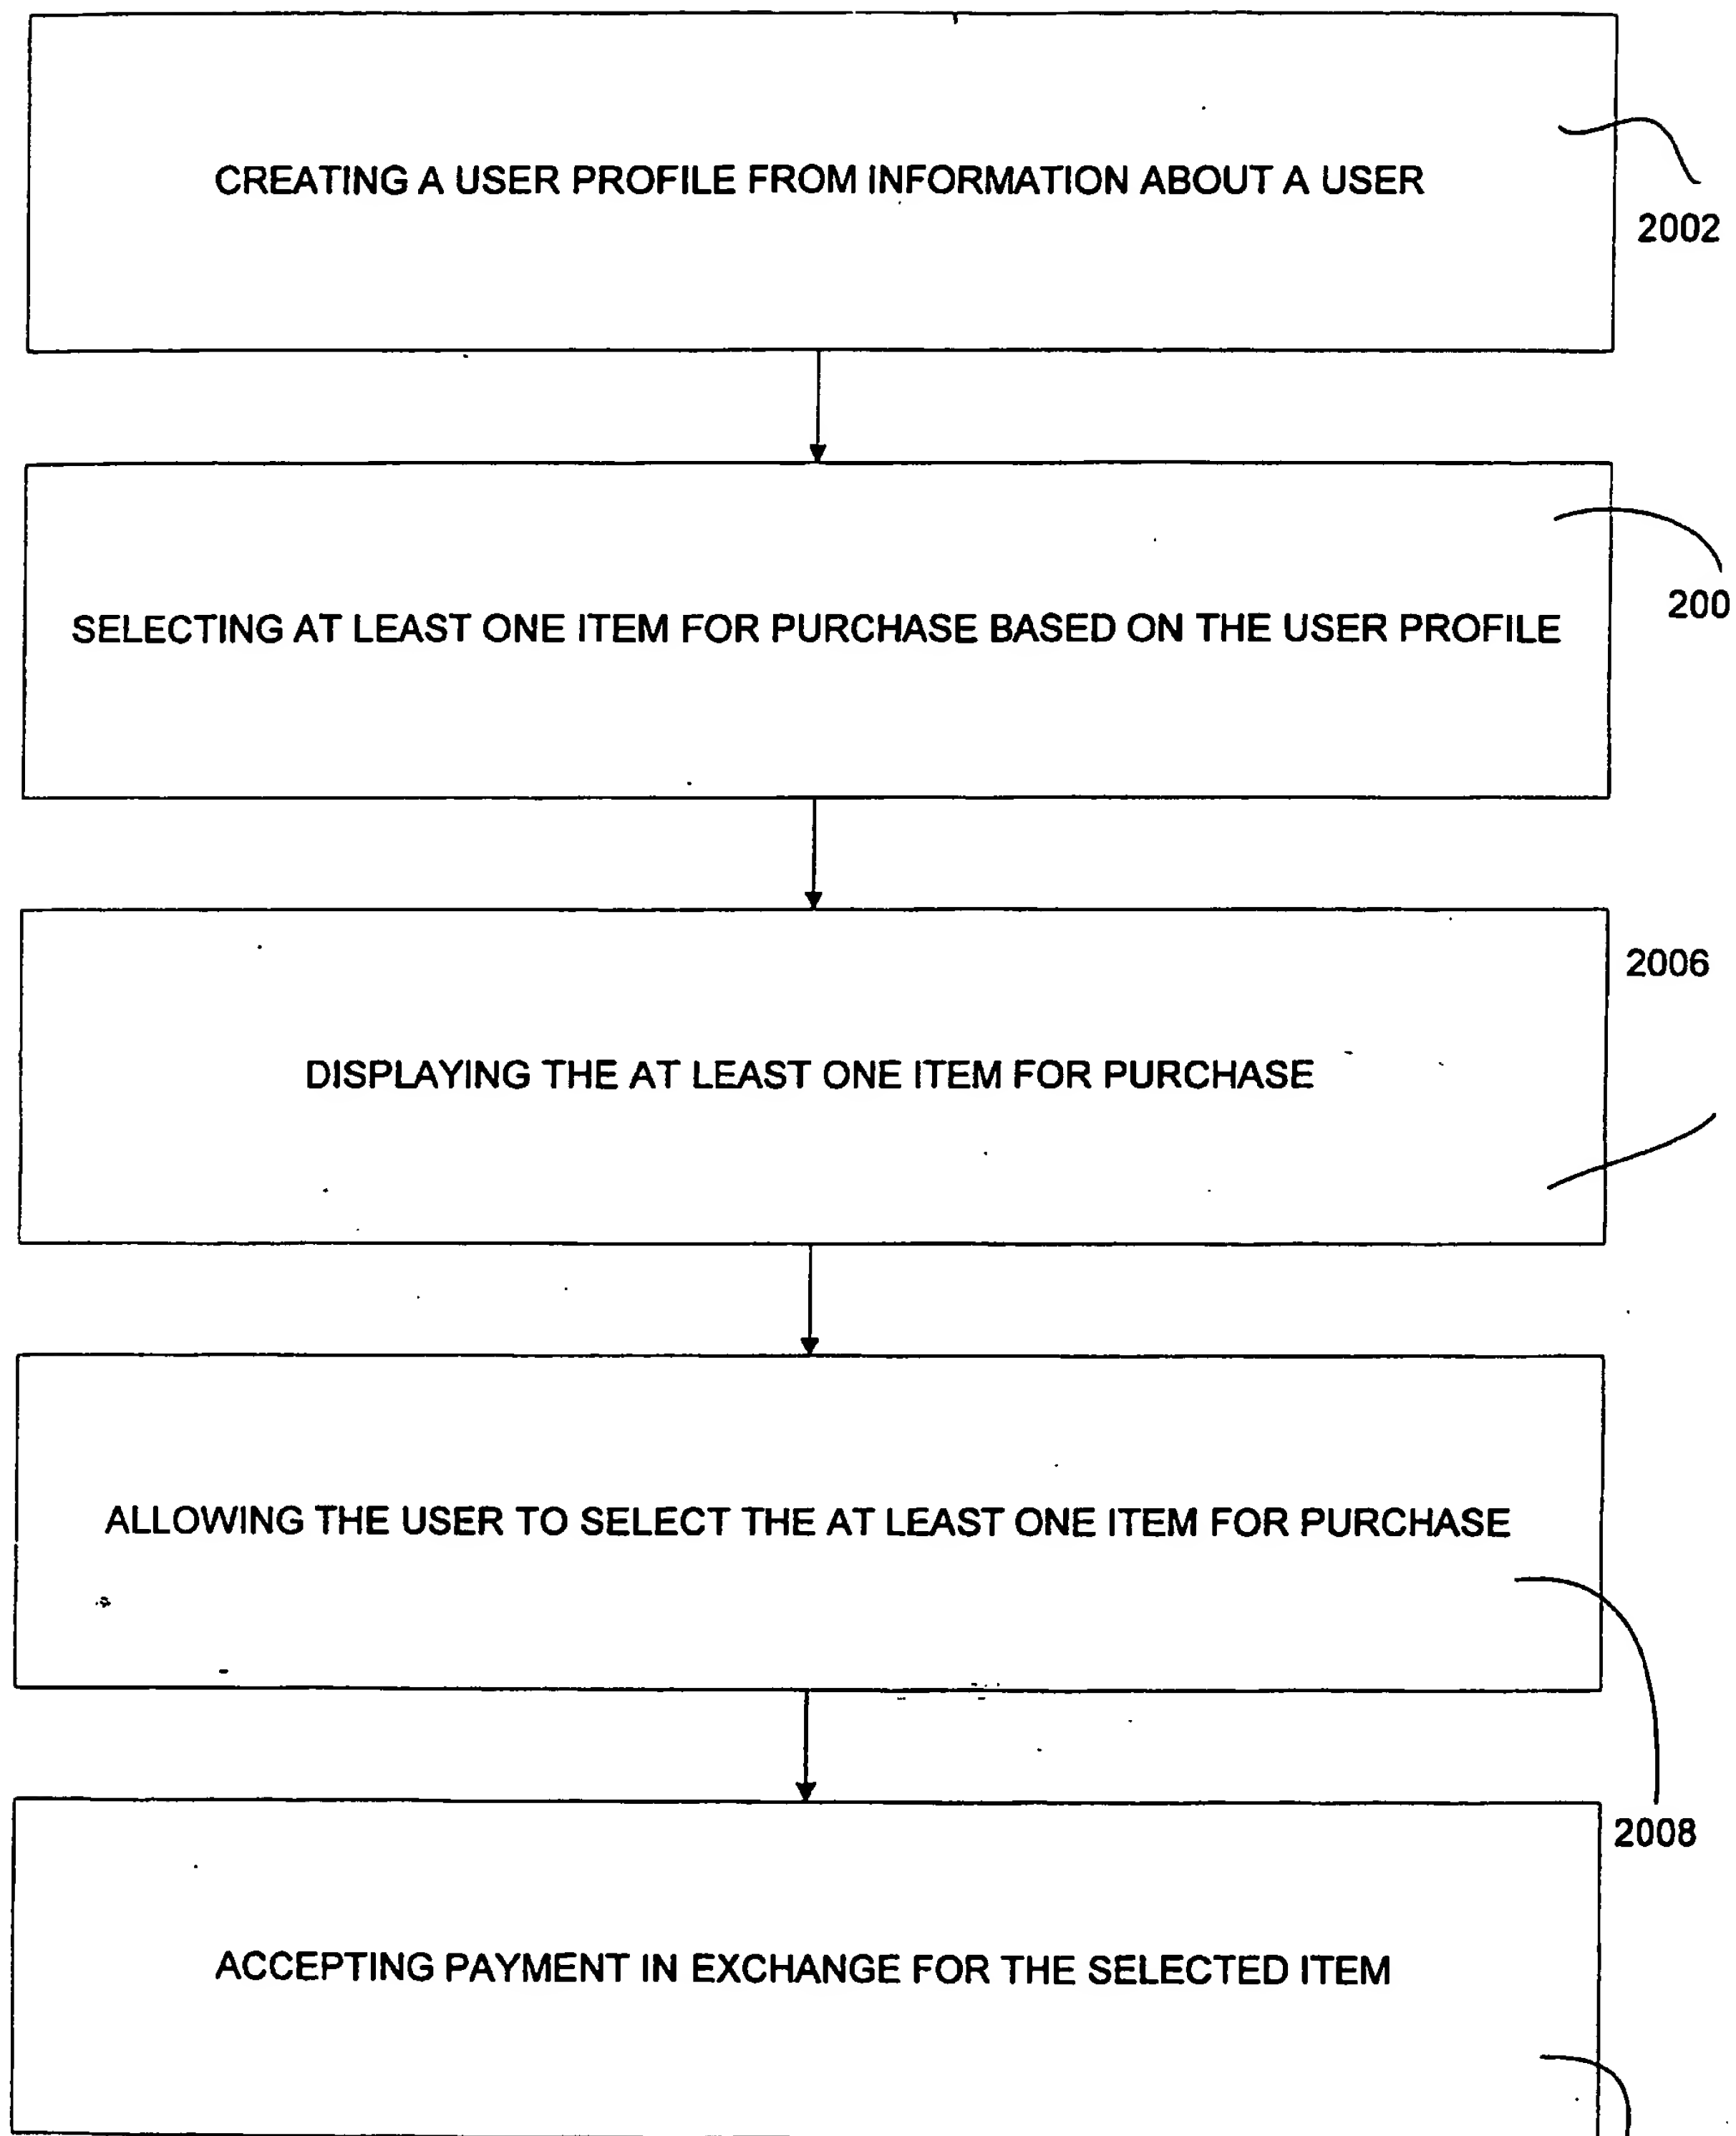 CREATING A USER PROFILE FROM INFORMATION ABOUT A USER
2002
SELECTING AT LEAST ONE ITEM FOR PURCHASE BASED ON THE USER PROFILE
200
2006
DISPLAYING THE AT LEAST ONE ITEM FOR PURCHASE
ALLOWING THE USER TO SELECT THE AT LEAST ONE ITEM FOR PURCHASE
2008
ACCEPTING PAYMENT IN EXCHANGE FOR THE SELECTED ITEM